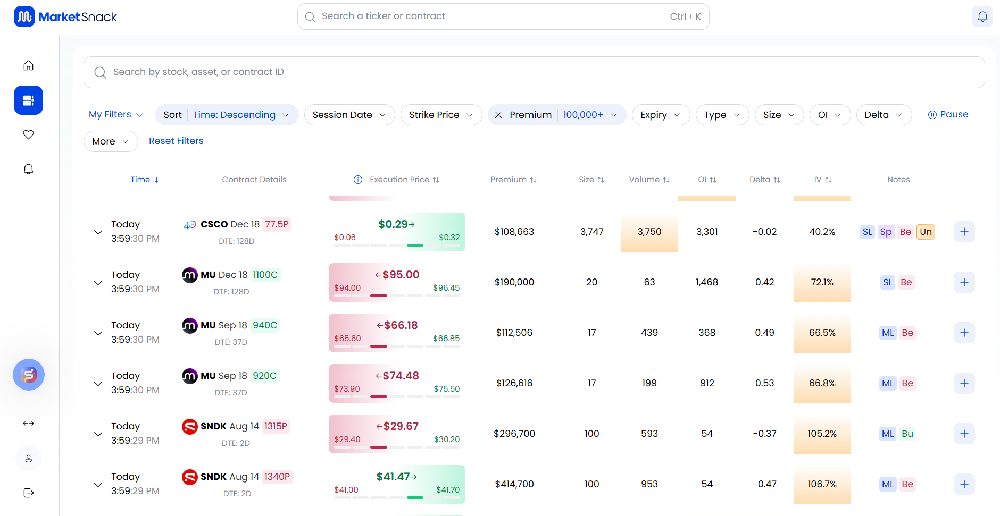 MarketSnack
Search a ticker or contract Ctrl + K
Search by stock, asset, or contract ID
My Filters Sort Time: Descending Session Date Strike Price Premium 100,000+ Expiry Type Size OI Delta Pause
More Reset Filters
Time ↓ Contract Details Execution Price Premium Size Volume OI Delta IV Notes
Today CSCO Dec 18 77.5P $0.29→
3:59:30 PM DTE: 128D $0.06 $0.32 $108,663 3,747 3,750 3,301 -0.02 40.2% SL Sp Be Un +
Today MU Dec 18 1100C ←$95.00
3:59:30 PM DTE: 128D $94.00 $96.45 $190,000 20 63 1,468 0.42 72.1% SL Be +
Today MU Sep 18 940C ←$66.18
3:59:30 PM DTE: 37D $65.60 $66.85 $112,506 17 439 368 0.49 66.5% ML Be +
Today MU Sep 18 920C ←$74.48
3:59:30 PM DTE: 37D $73.90 $75.50 $126,616 17 199 912 0.53 66.8% ML Be +
Today SNDK Aug 14 1315P ←$29.67
3:59:29 PM DTE: 2D $29.40 $30.20 $296,700 100 593 54 -0.37 105.2% ML Bu +
Today SNDK Aug 14 1340P $41.47→
3:59:29 PM DTE: 2D $41.00 $41.70 $414,700 100 953 54 -0.47 106.7% ML Be +